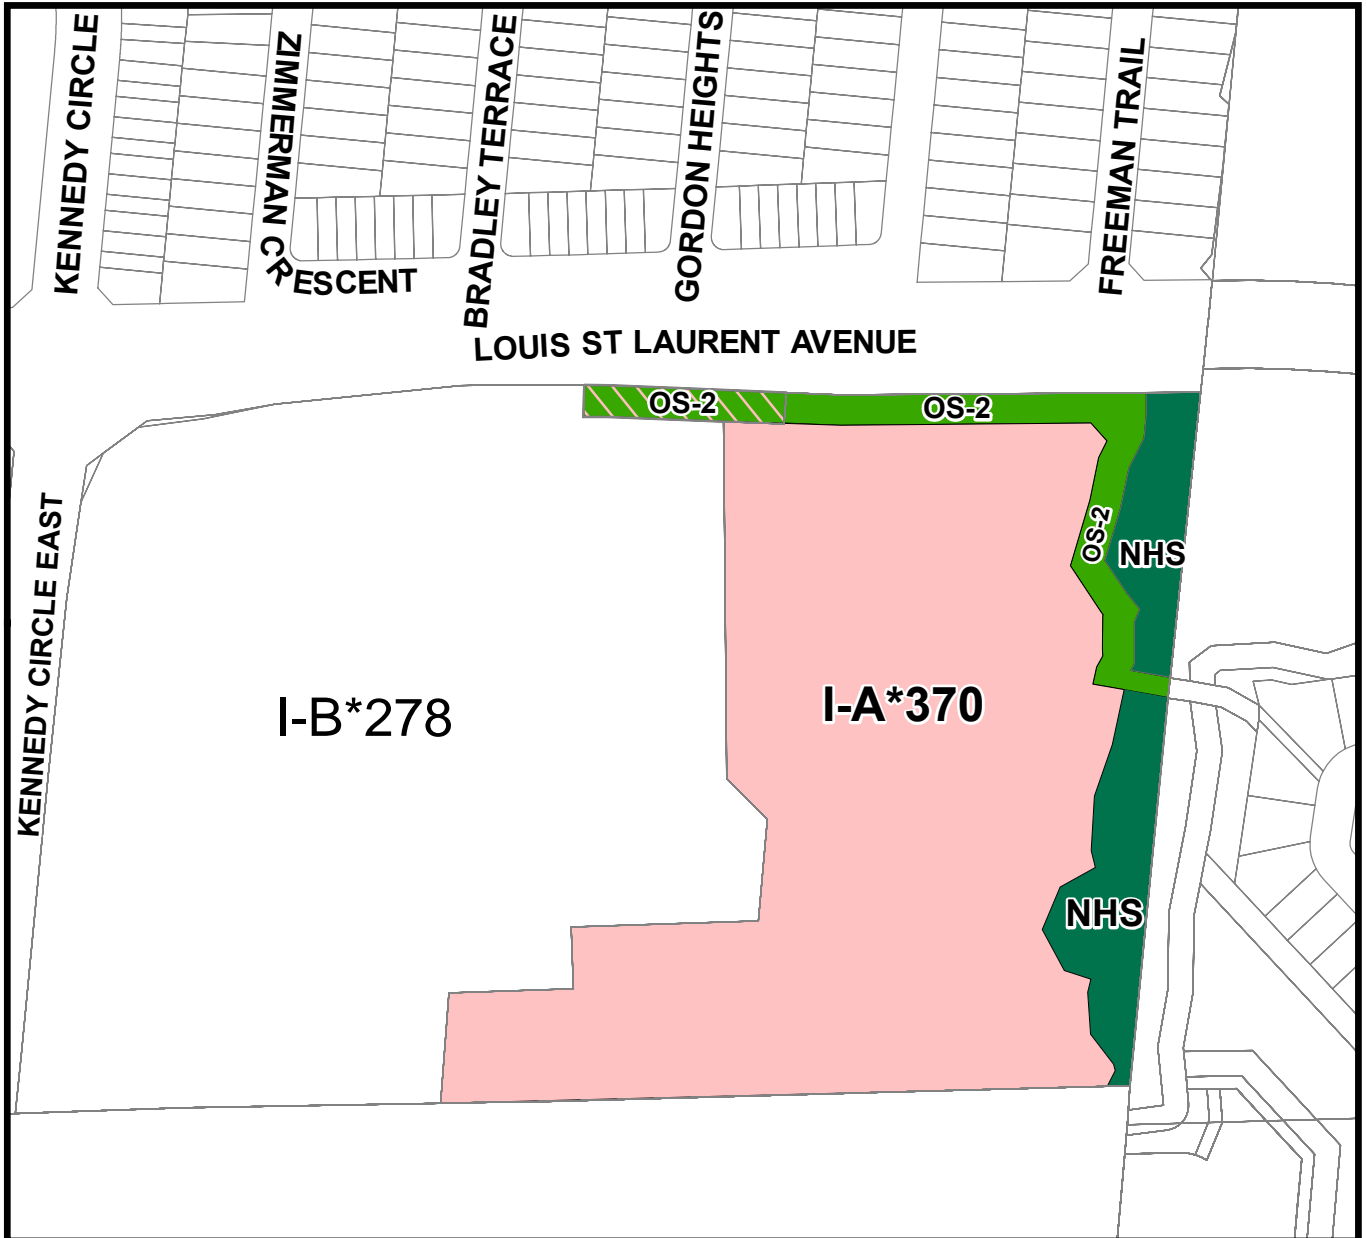 KENNEDY CIRCLE
ZIMMERMAN CRESCENT
BRADLEY TERRACE
GORDON HEIGHTS
FREEMAN TRAIL
LOUIS ST LAURENT AVENUE
OS-2
OS-2
OS-2
NHS
KENNEDY CIRCLE EAST
I-B*278
I-A*370
NHS